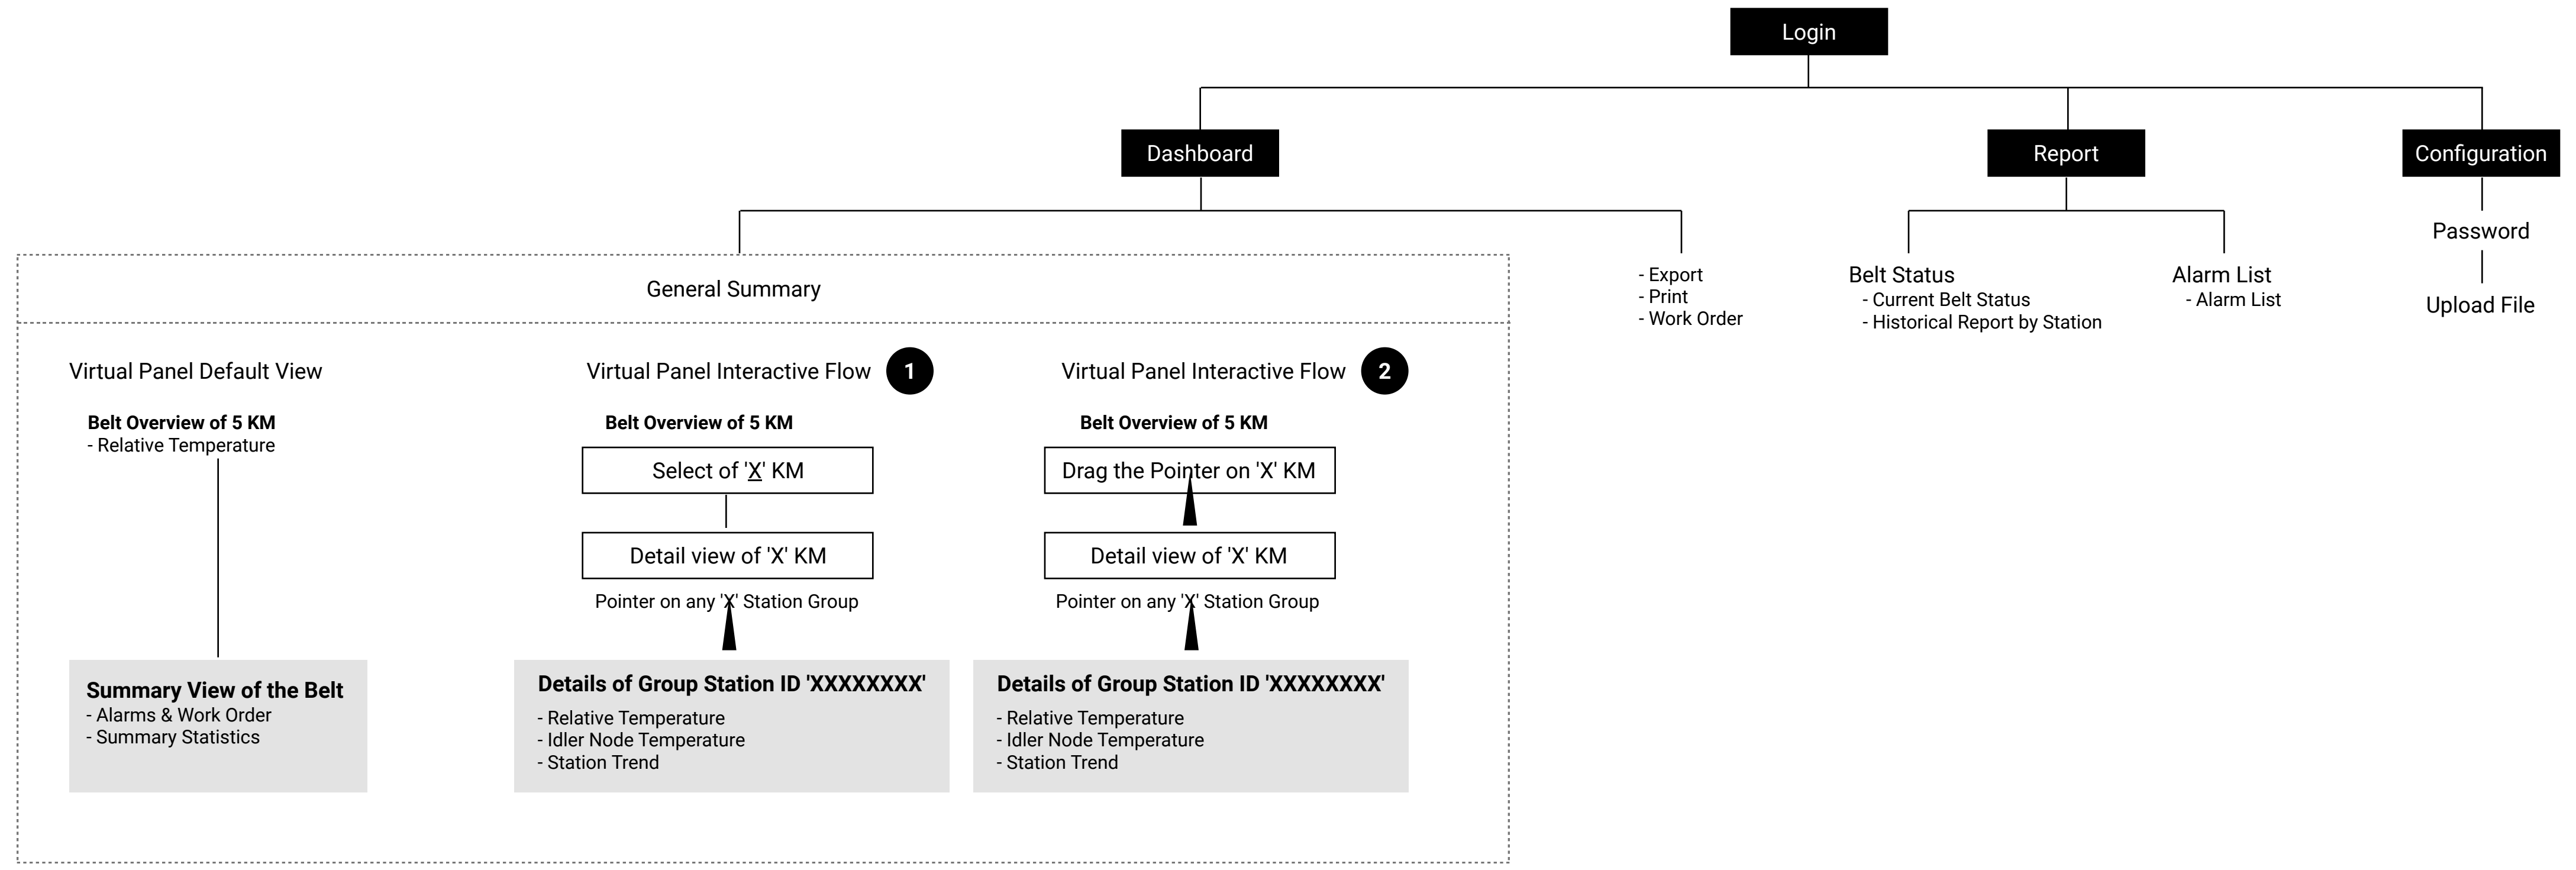 Login
Dashboard
Report
Configuration
General Summary
- Export
- Print
- Work Order
Belt Status
- Current Belt Status
- Historical Report by Station
Alarm List
- Alarm List
Password
Upload File
Virtual Panel Default View
Belt Overview of 5 KM
- Relative Temperature
Summary View of the Belt
- Alarms & Work Order
- Summary Statistics
Virtual Panel Interactive Flow
1
Belt Overview of 5 KM
Select of 'X' KM
Detail view of 'X' KM
Pointer on any 'X' Station Group
Details of Group Station ID 'XXXXXXXX'
- Relative Temperature
- Idler Node Temperature
- Station Trend
Virtual Panel Interactive Flow
2
Belt Overview of 5 KM
Drag the Pointer on 'X' KM
Detail view of 'X' KM
Pointer on any 'X' Station Group
Details of Group Station ID 'XXXXXXXX'
- Relative Temperature
- Idler Node Temperature
- Station Trend